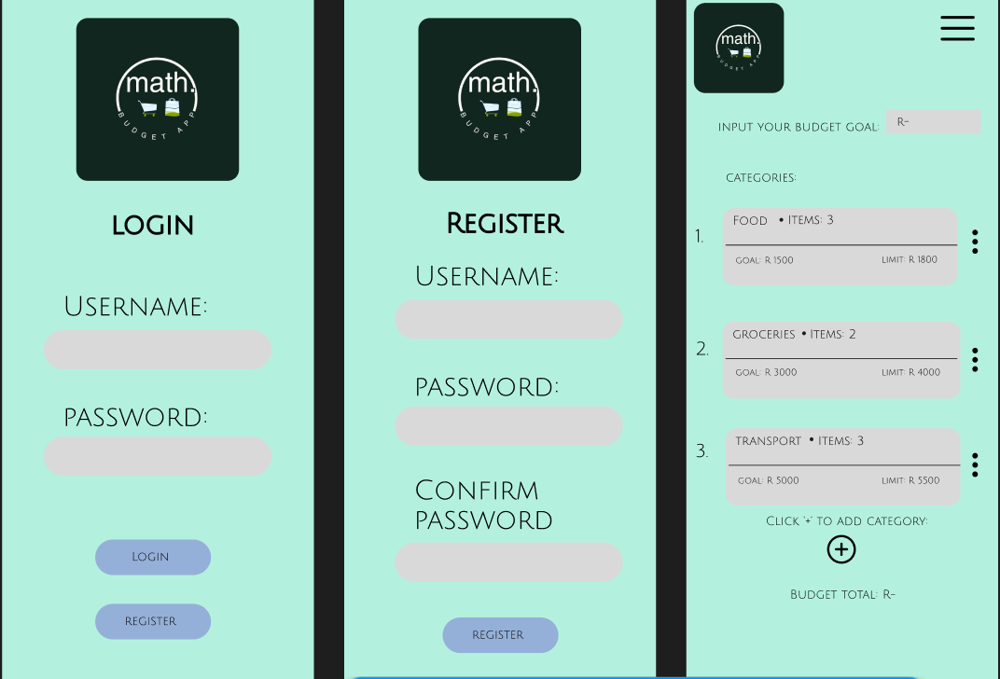 math.
BUDGET APP
LOGIN
Username:
password:
Login
register
math.
BUDGET APP
Register
Username:
password:
Confirm
password
register
math.
BUDGET APP
input your budget goal: R-
categories:
1.
Food • Items: 3
goal: R 1500 limit: R 1800
2.
groceries • Items: 2
goal: R 3000 limit: R 4000
3.
transport • Items: 3
goal: R 5000 limit: R 5500
Click '+' to add category:
Budget total: R-